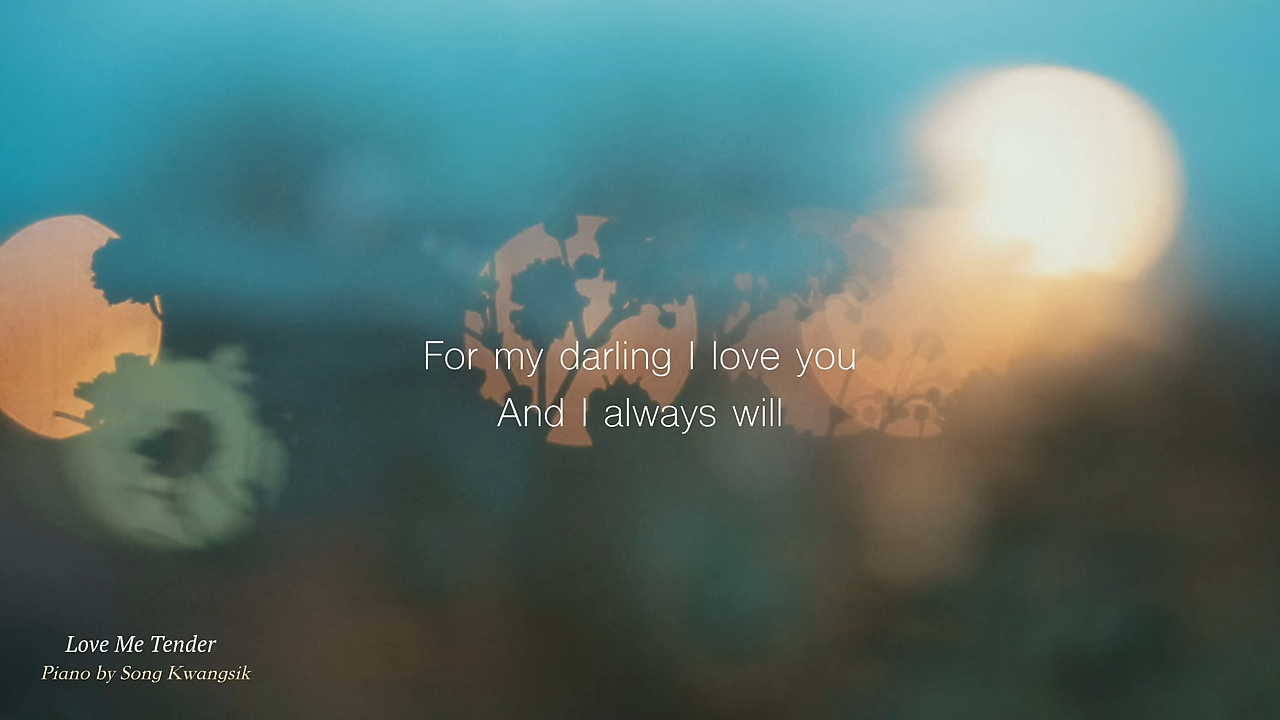 For my darling I love you
And I always will
Love Me Tender
Piano by Song Kwangsik